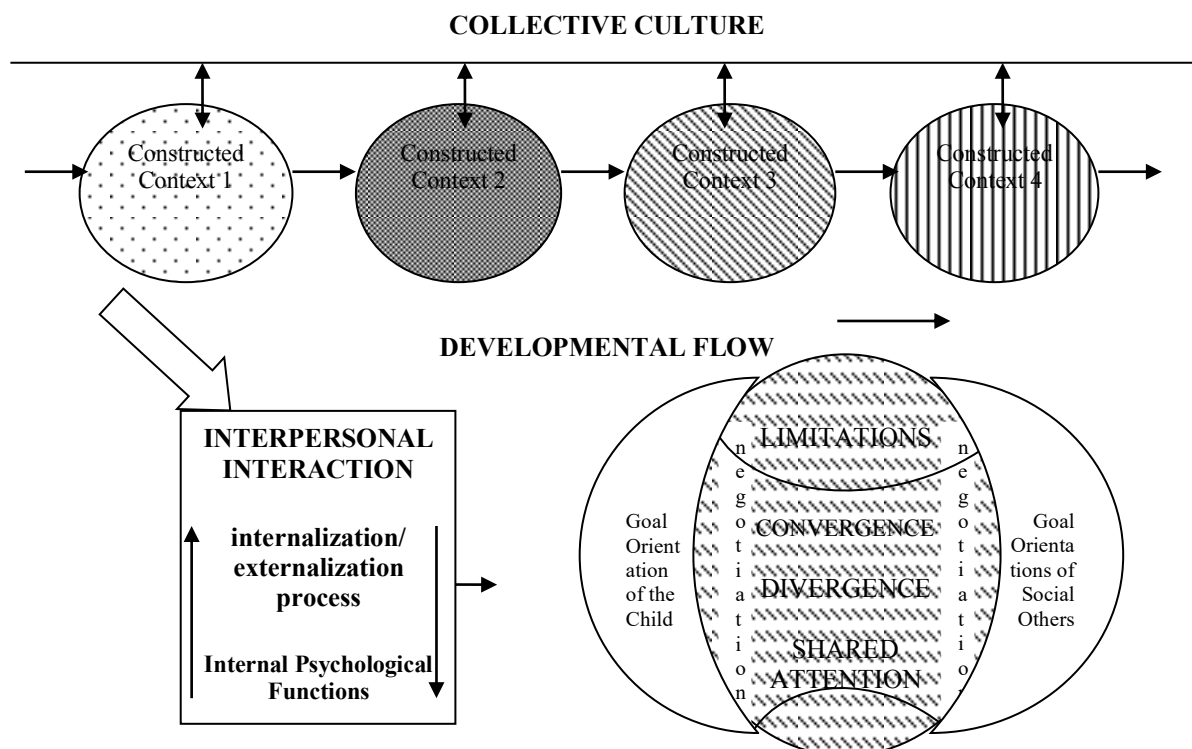 COLLECTIVE CULTURE
Constructed
Context 1
Constructed
Context 2
Constructed
Context 3
Constructed
Context 4
DEVELOPMENTAL FLOW
INTERPERSONAL
INTERACTION
internalization/
externalization
process
Internal Psychological
Functions
Goal
Orient
ation
of the
Child
n
e
g
o
t
i
a
t
i
o
n
LIMITATIONS
CONVERGENCE
DIVERGENCE
SHARED
ATTENTION
n
e
g
o
t
i
a
t
i
o
n
Goal
Orienta
tions of
Social
Others